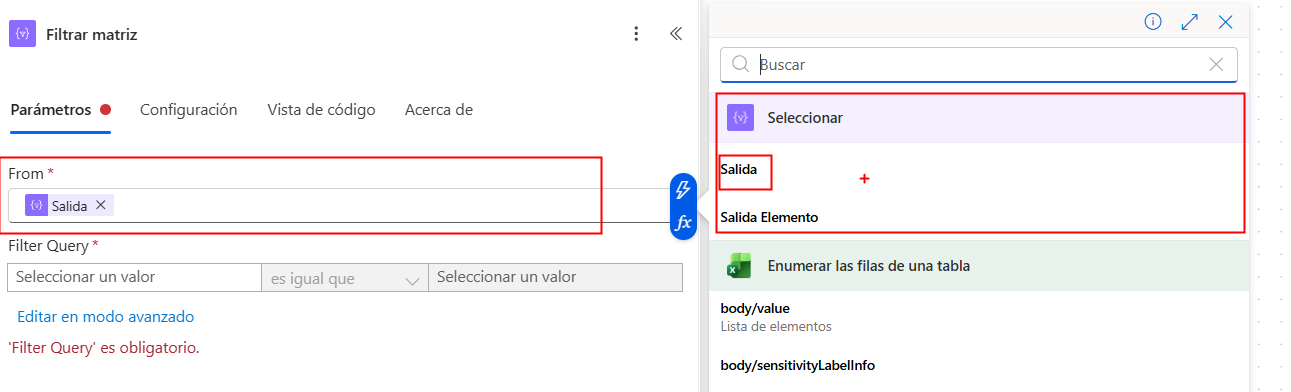 Filtrar matriz
Parámetros
Configuración
Vista de código
Acerca de
From *
Salida
Filter Query *
Seleccionar un valor
es igual que
Seleccionar un valor
Editar en modo avanzado
'Filter Query' es obligatorio.
fx
Buscar
Seleccionar
Salida
Salida Elemento
Enumerar las filas de una tabla
body/value
Lista de elementos
body/sensitivityLabelInfo